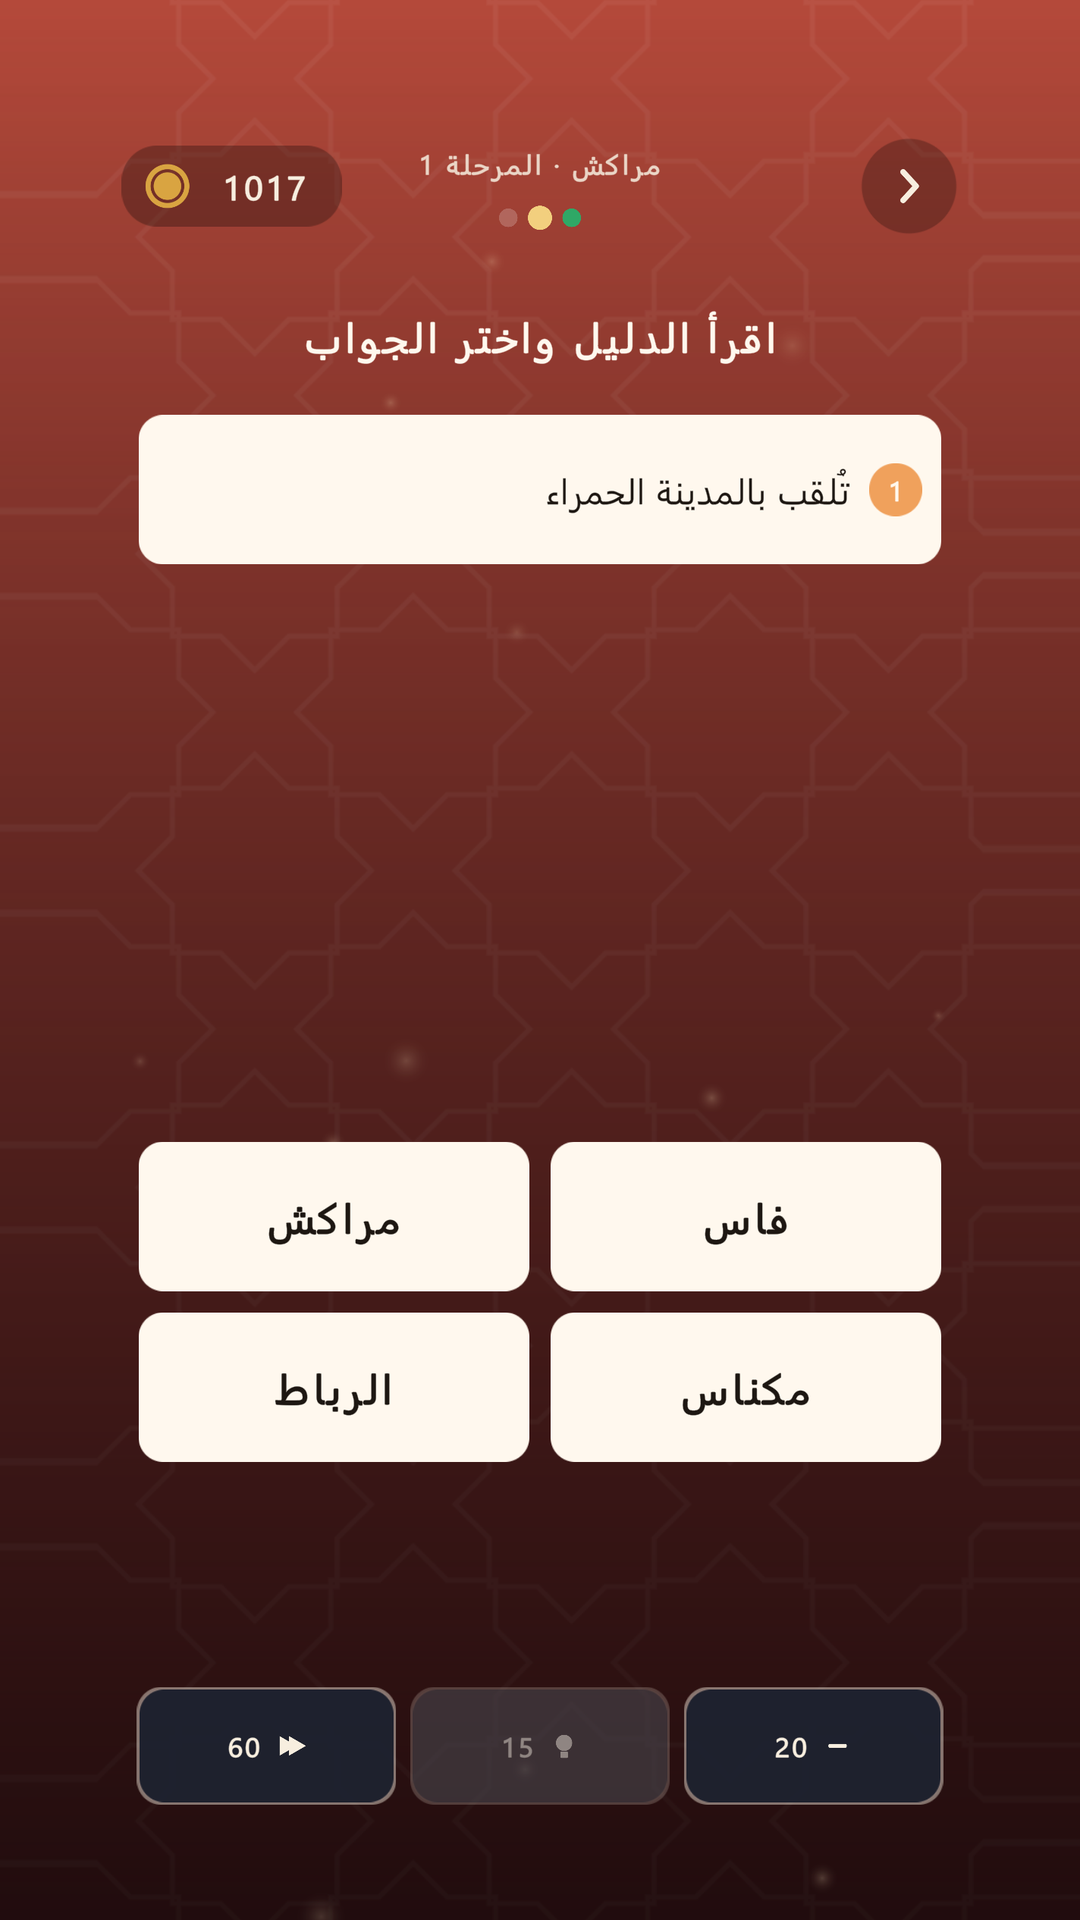 1017
مراكش · المرحلة 1
اقرأ الدليل واختر الجواب
1 تُلقب بالمدينة الحمراء
فاس
مراكش
مكناس
الرباط
20
15
60